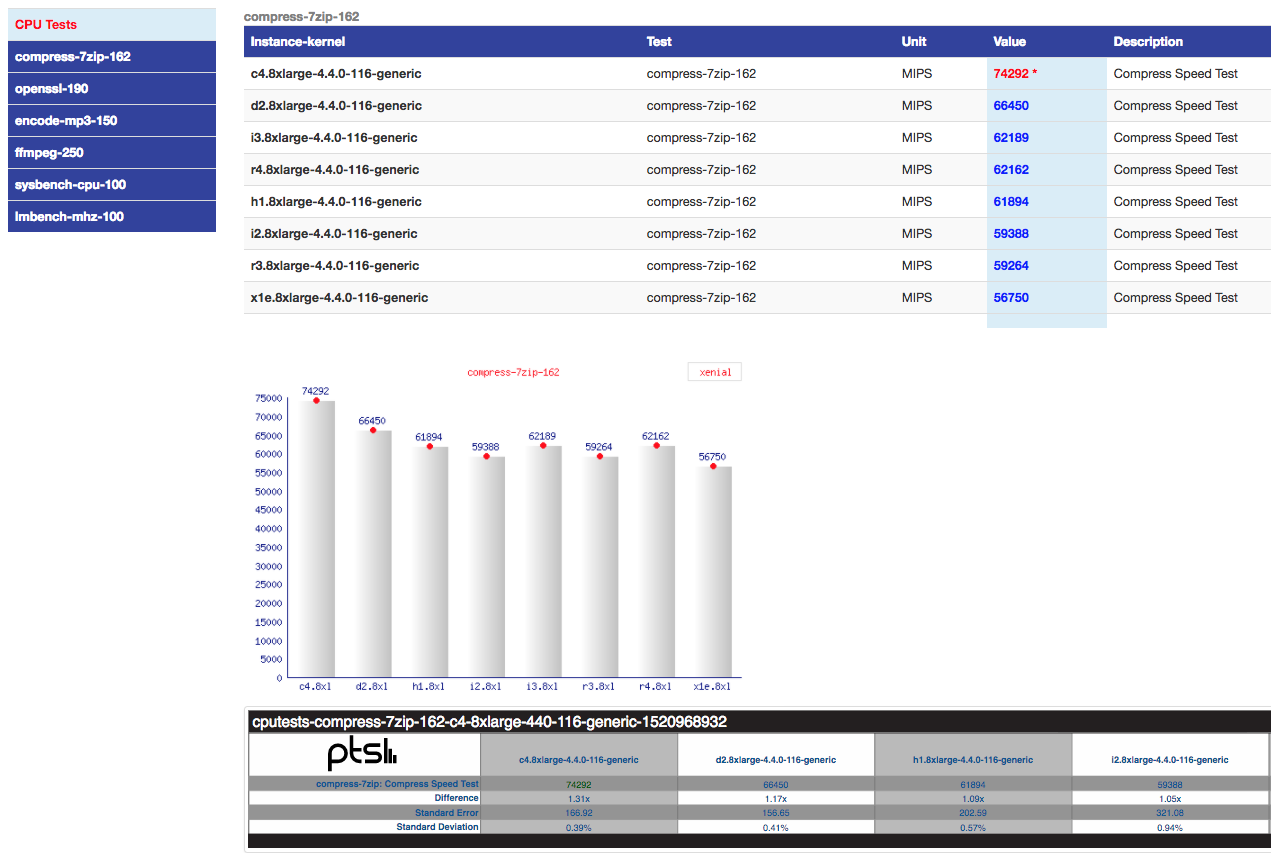 CPU Tests
compress-7zip-162
openssl-190
encode-mp3-150
ffmpeg-250
sysbench-cpu-100
lmbench-mhz-100
compress-7zip-162
Instance-kernel Test Unit Value Description
c4.8xlarge-4.4.0-116-generic compress-7zip-162 MIPS 74292 * Compress Speed Test
d2.8xlarge-4.4.0-116-generic compress-7zip-162 MIPS 66450 Compress Speed Test
i3.8xlarge-4.4.0-116-generic compress-7zip-162 MIPS 62189 Compress Speed Test
r4.8xlarge-4.4.0-116-generic compress-7zip-162 MIPS 62162 Compress Speed Test
h1.8xlarge-4.4.0-116-generic compress-7zip-162 MIPS 61894 Compress Speed Test
i2.8xlarge-4.4.0-116-generic compress-7zip-162 MIPS 59388 Compress Speed Test
r3.8xlarge-4.4.0-116-generic compress-7zip-162 MIPS 59264 Compress Speed Test
x1e.8xlarge-4.4.0-116-generic compress-7zip-162 MIPS 56750 Compress Speed Test
compress-7zip-162 xenial
74292 66450 61894 59388 62189 59264 62162 56750
75000
70000
65000
60000
55000
50000
45000
40000
35000
30000
25000
20000
15000
10000
5000
0
c4.8xl d2.8xl h1.8xl i2.8xl i3.8xl r3.8xl r4.8xl x1e.8xl
cputests-compress-7zip-162-c4-8xlarge-440-116-generic-1520968932
ptsl c4.8xlarge-4.4.0-116-generic d2.8xlarge-4.4.0-116-generic h1.8xlarge-4.4.0-116-generic i2.8xlarge-4.4.0-116-generic
compress-7zip: Compress Speed Test 74292 66450 61894 59388
Difference 1.31x 1.17x 1.09x 1.05x
Standard Error 166.92 156.65 202.59 321.08
Standard Deviation 0.39% 0.41% 0.57% 0.94%